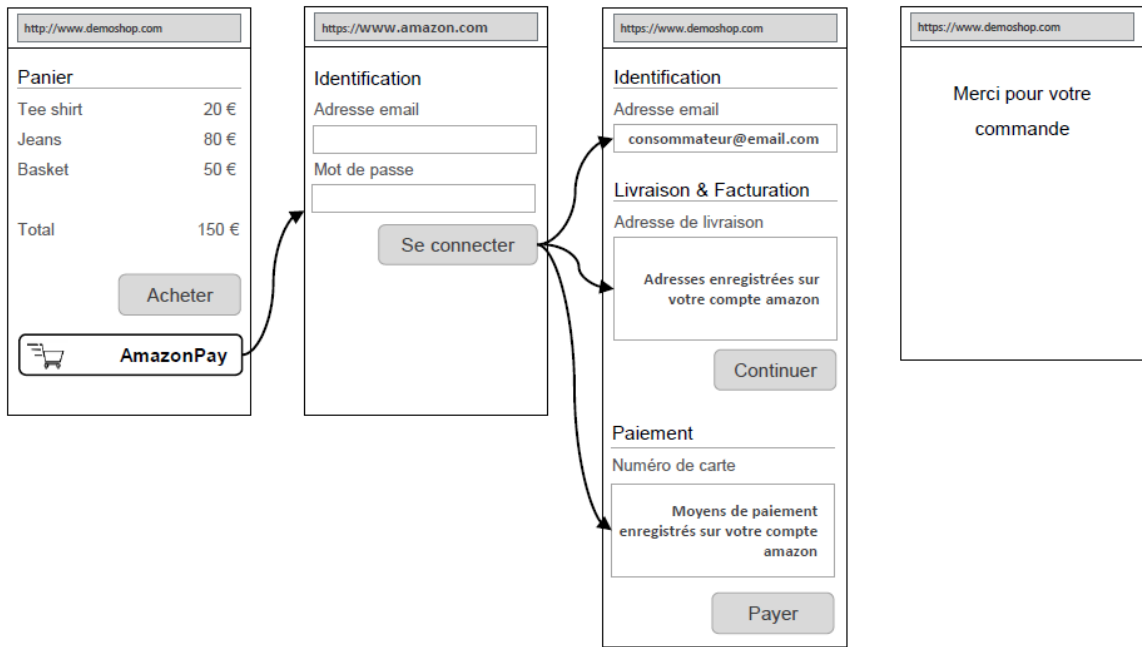 http://www.demoshop.com
Panier
Tee shirt 20 €
Jeans 80 €
Basket 50 €
Total 150 €
Acheter
AmazonPay
https://www.amazon.com
Identification
Adresse email
Mot de passe
Se connecter
https://www.demoshop.com
Identification
Adresse email
consommateur@email.com
Livraison & Facturation
Adresse de livraison
Adresses enregistrées sur
votre compte amazon
Continuer
Paiement
Numéro de carte
Moyens de paiement
enregistrés sur votre compte
amazon
Payer
https://www.demoshop.com
Merci pour votre
commande